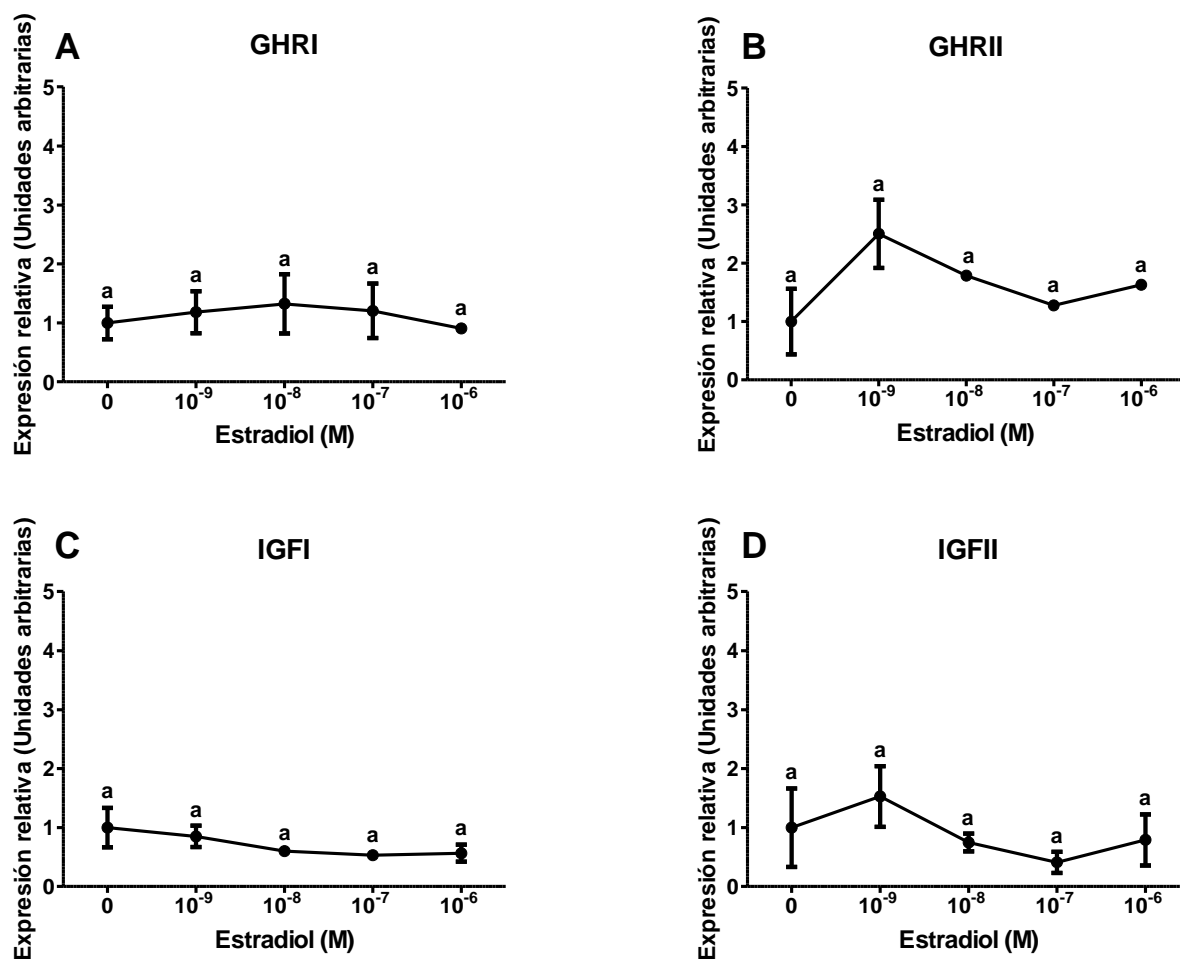 A
GHRI
Expresión relativa (Unidades arbitrarias)
5
4
3
2
1
0
a
a
a
a
a
0
10⁻⁹
10⁻⁸
10⁻⁷
10⁻⁶
Estradiol (M)
B
GHRII
Expresión relativa (Unidades arbitrarias)
5
4
3
2
1
0
a
a
a
a
a
0
10⁻⁹
10⁻⁸
10⁻⁷
10⁻⁶
Estradiol (M)
C
IGFI
Expresión relativa (Unidades arbitrarias)
5
4
3
2
1
0
a
a
a
a
a
0
10⁻⁹
10⁻⁸
10⁻⁷
10⁻⁶
Estradiol (M)
D
IGFII
Expresión relativa (Unidades arbitrarias)
5
4
3
2
1
0
a
a
a
a
a
0
10⁻⁹
10⁻⁸
10⁻⁷
10⁻⁶
Estradiol (M)